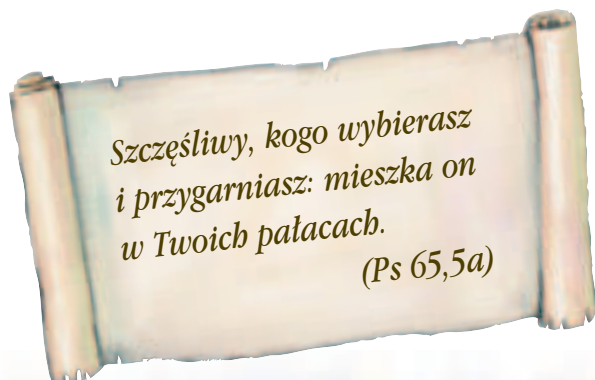 Szczęśliwy, kogo wybierasz
i przygarniasz: mieszka on
w Twoich pałacach.
(Ps 65,5a)